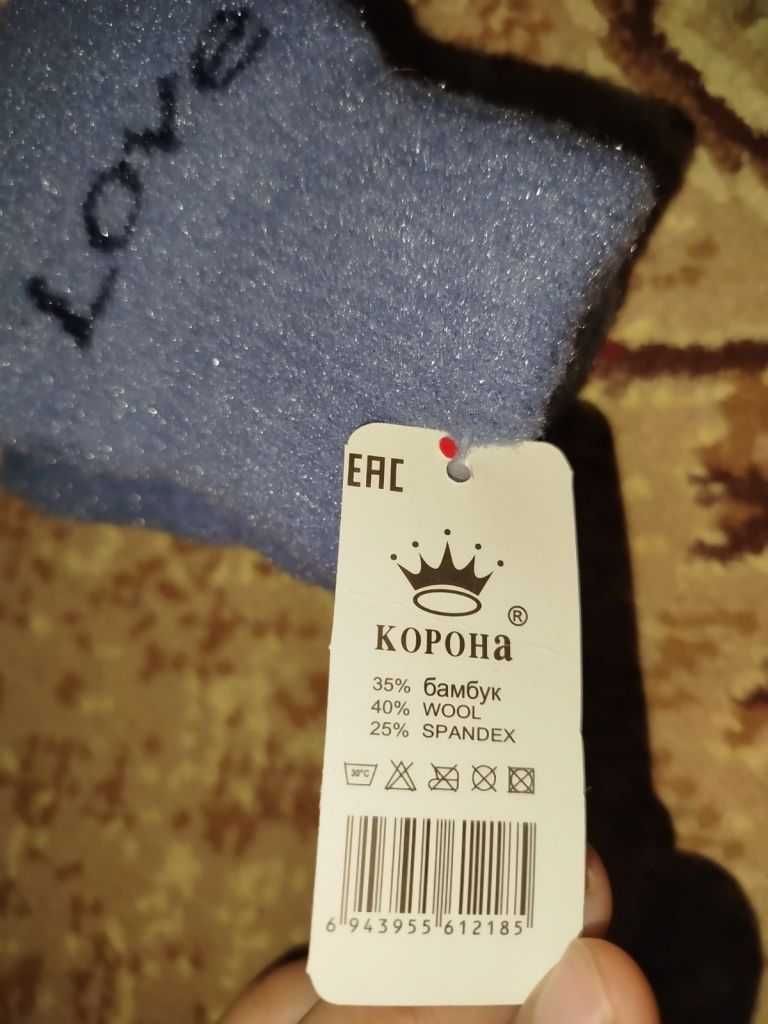 Love
EAC
®
КОРОНа
35% бамбук
40% WOOL
25% SPANDEX
30°C
6 943955 612185